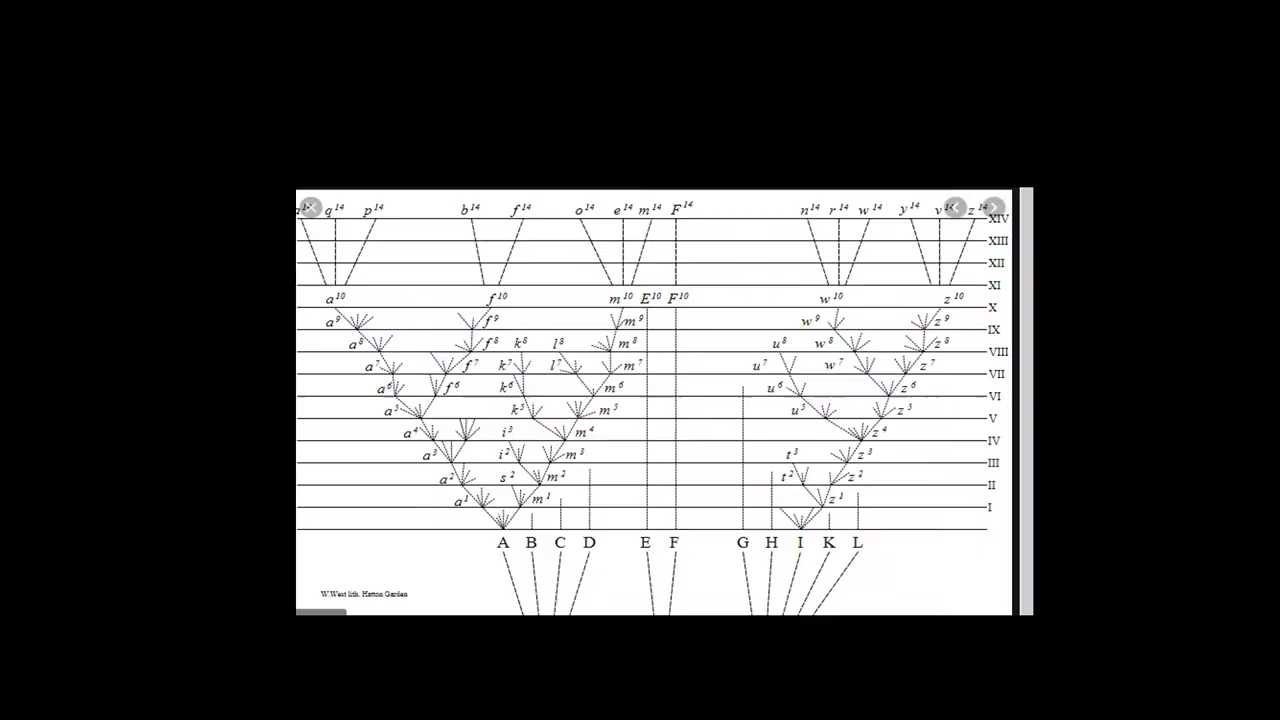 q¹⁴ p¹⁴ b¹⁴ f¹⁴ o¹⁴ e¹⁴ m¹⁴ F¹⁴ n¹⁴ r¹⁴ w¹⁴ y¹⁴ z¹⁴
XIV
XIII
XII
XI
a¹⁰ f¹⁰ m¹⁰ E¹⁰ F¹⁰ w¹⁰ z¹⁰
X
a⁹ f⁹ m⁹ w⁹ z⁹
IX
a⁸ f⁸ k⁸ l⁸ m⁸ u⁸ w⁸ z⁸
VIII
a⁷ f⁷ k⁷ l⁷ m⁷ u⁷ w⁷ z⁷
VII
a⁶ f⁶ k⁶ m⁶ u⁶ z⁶
VI
a⁵ k⁵ m⁵ u⁵ z⁵
V
a⁴ i³ m⁴ z⁴
IV
a³ i² m³ t³ z³
III
a² s² m² t² z²
II
a¹ m¹ z¹
I
A B C D E F G H I K L
W.West lith. Hatton Garden